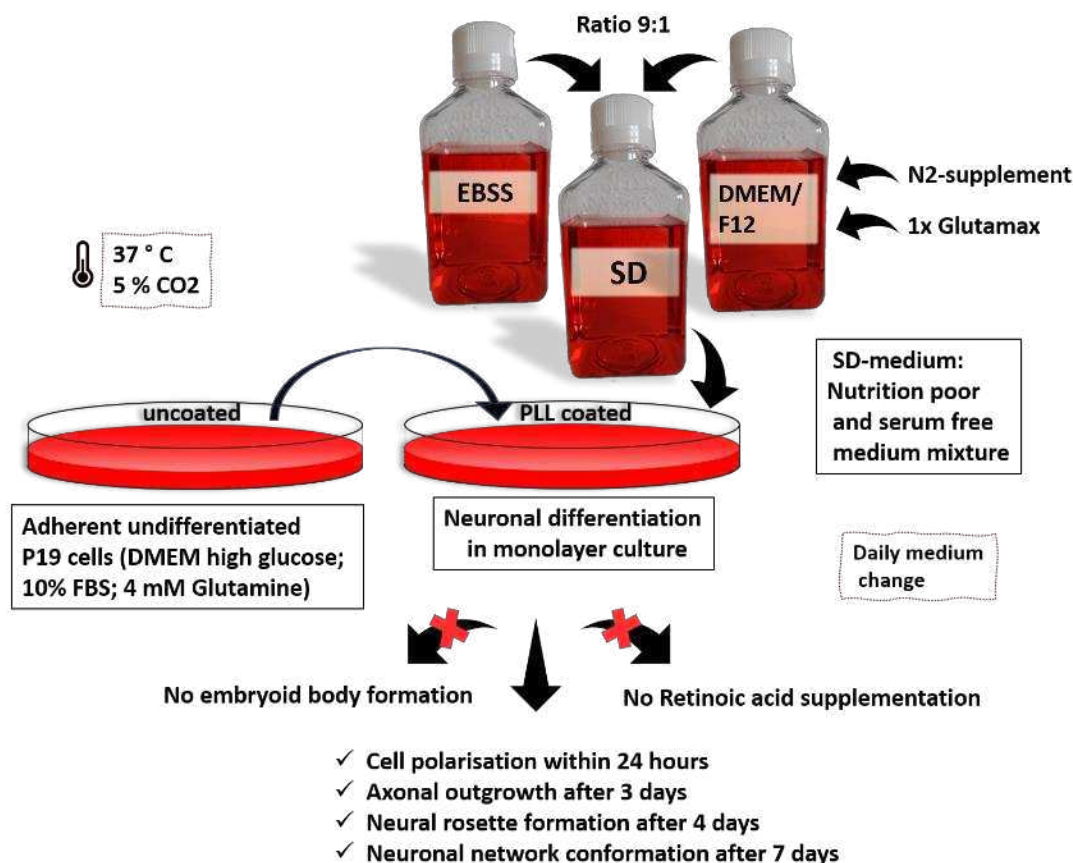 Ratio 9:1
EBSS
SD
DMEM/
F12
N2-supplement
1x Glutamax
37 ° C
5 % CO2
uncoated
PLL coated
SD-medium:
Nutrition poor
and serum free
medium mixture
Adherent undifferentiated
P19 cells (DMEM high glucose;
10% FBS; 4 mM Glutamine)
Neuronal differentiation
in monolayer culture
Daily medium
change
No embryoid body formation
No Retinoic acid supplementation
✓ Cell polarisation within 24 hours
✓ Axonal outgrowth after 3 days
✓ Neural rosette formation after 4 days
✓ Neuronal network conformation after 7 days